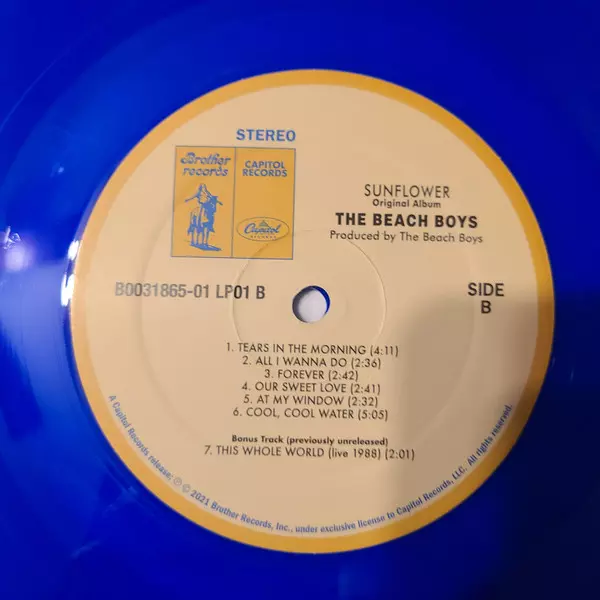 STEREO
Brother
records
CAPITOL
RECORDS
Capitol
RECORDS
SUNFLOWER
Original Album
THE BEACH BOYS
Produced by The Beach Boys
B0031865-01 LP01 B
SIDE
B
1. TEARS IN THE MORNING (4:11)
2. ALL I WANNA DO (2:36)
3. FOREVER (2:42)
4. OUR SWEET LOVE (2:41)
5. AT MY WINDOW (2:32)
6. COOL, COOL WATER (5:05)
Bonus Track (previously unreleased)
7. THIS WHOLE WORLD (live 1988) (2:01)
A Capitol Records release; ℗ © 2021 Brother Records, Inc., under exclusive license to Capitol Records, LLC. All rights reserved.